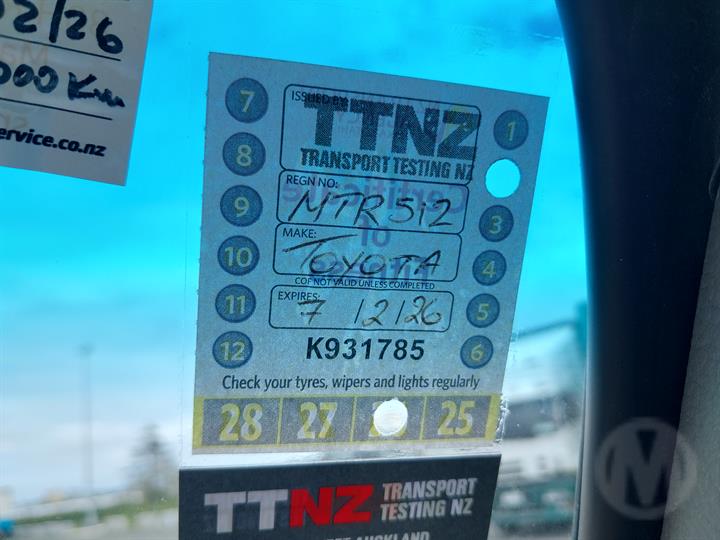 02/26
000 Km
ervice.co.nz
7
8
9
10
11
12
ISSUED BY:
TTNZ
TRANSPORT TESTING NZ
REGN NO:
MTR512
MAKE:
TOYOTA
COF NOT VALID UNLESS COMPLETED
EXPIRES:
7/2/26
K931785
1
3
4
5
6
Check your tyres, wipers and lights regularly
28 27 25
TTNZ TRANSPORT
TESTING NZ
AUCKLAND
M